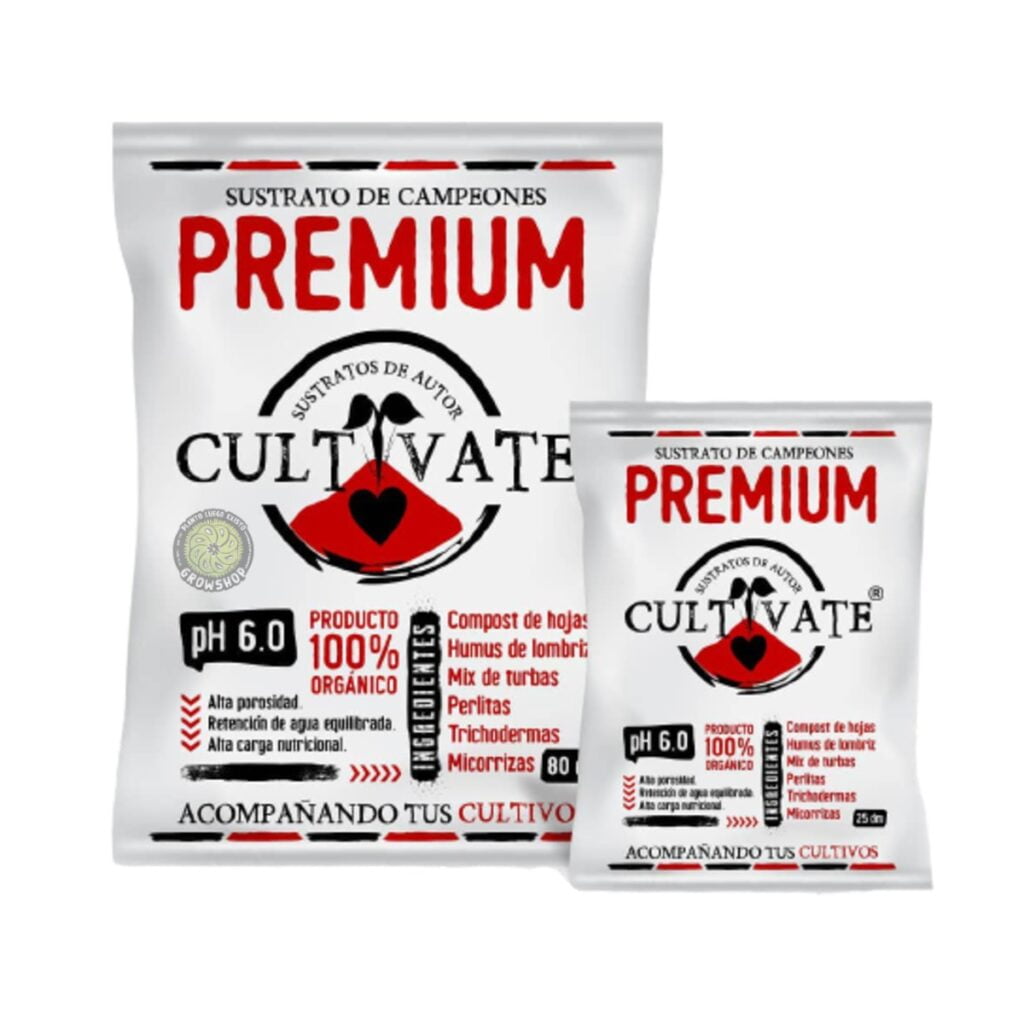 SUSTRATO DE CAMPEONES
PREMIUM
SUSTRATOS DE AUTOR
CULTIVATE
PLANTO LUEGO EXISTO
GROWSHOP
pH 6.0
PRODUCTO
100%
ORGÁNICO
Alta porosidad.
Retención de agua equilibrada.
Alta carga nutricional.
INGREDIENTES
Compost de hojas
Humus de lombriz
Mix de turbas
Perlitas
Trichodermas
Micorrizas
80
ACOMPAÑANDO TUS CULTIVO
SUSTRATO DE CAMPEONES
PREMIUM
SUSTRATOS DE AUTOR
CULTIVATE®
pH 6.0
PRODUCTO
100%
ORGÁNICO
Alta porosidad.
Retención de agua equilibrada.
Alta carga nutricional.
INGREDIENTES
Compost de hojas
Humus de lombriz
Mix de turbas
Perlitas
Trichodermas
Micorrizas
25 dm
ACOMPAÑANDO TUS CULTIVOS